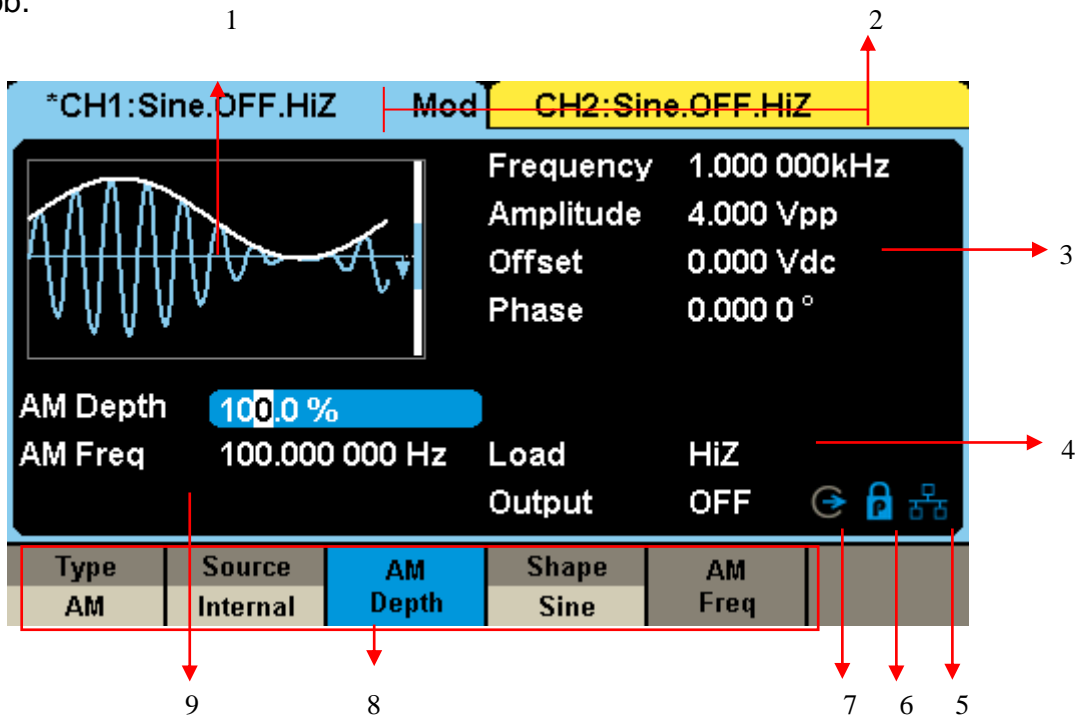 1 2
*CH1:Sine.OFF.HiZ Mod CH2:Sine.OFF.HiZ
Frequency 1.000 000kHz
Amplitude 4.000 Vpp
Offset 0.000 Vdc
3
Phase 0.000 0 °
AM Depth 100.0 %
AM Freq 100.000 000 Hz Load HiZ
4
Output OFF P
Type Source AM Shape AM
AM Internal Depth Sine Freq
9 8 7 6 5